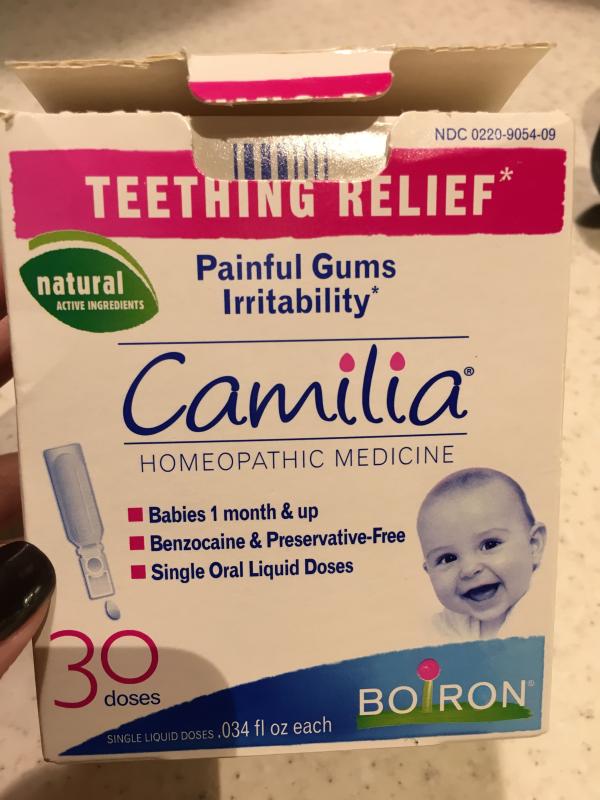 NDC 0220-9054-09
TEETHING RELIEF*
natural
ACTIVE INGREDIENTS
Painful Gums
Irritability*
Camilia®
HOMEOPATHIC MEDICINE
Babies 1 month & up
Benzocaine & Preservative-Free
Single Oral Liquid Doses
30
doses
BOIRON®
SINGLE LIQUID DOSES .034 fl oz each